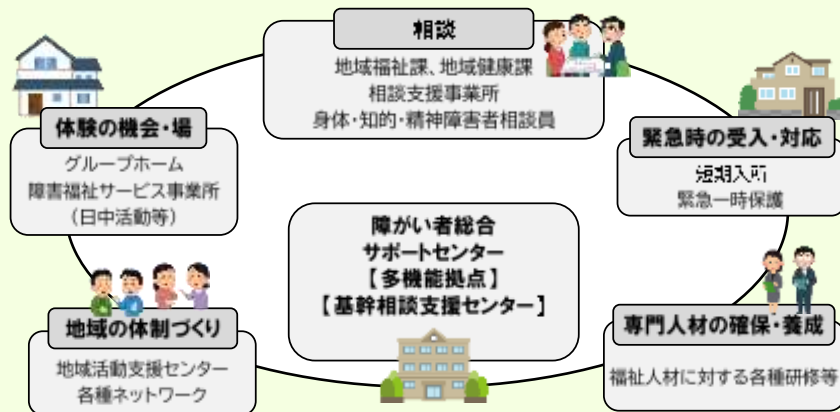 相談
地域福祉課、地域健康課
相談支援事業所
身体・知的・精神障害者相談員
体験の機会・場
グループホーム
障害福祉サービス事業所
（日中活動等）
緊急時の受入・対応
短期入所
緊急一時保護
障がい者総合
サポートセンター
【多機能拠点】
【基幹相談支援センター】
地域の体制づくり
地域活動支援センター
各種ネットワーク
専門人材の確保・養成
福祉人材に対する各種研修等